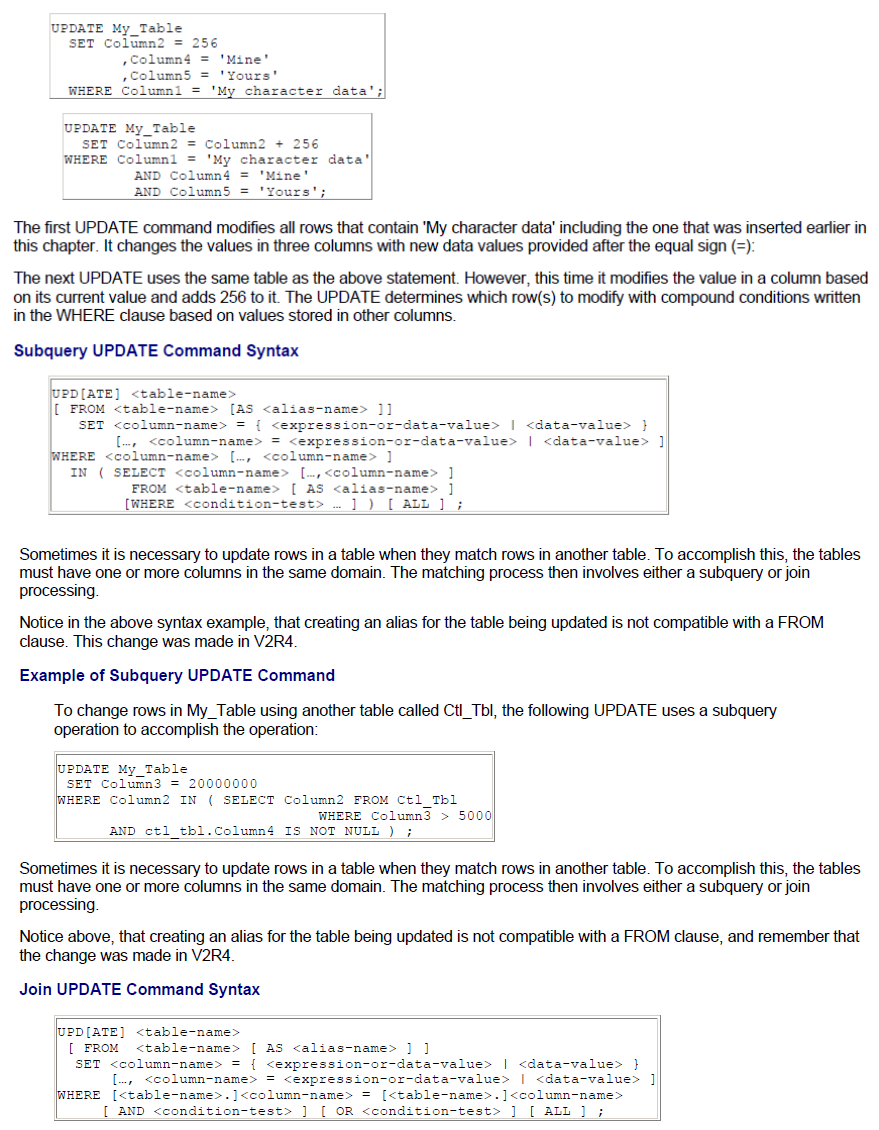 UPDATE My_Table
SET Column2 = 256
,Column4 = 'Mine'
,Column5 = 'Yours'
WHERE Column1 = 'My character data';
UPDATE My_Table
SET Column2 = Column2 + 256
WHERE Column1 = 'My character data'
AND Column4 = 'Mine'
AND Column5 = 'Yours';
The first UPDATE command modifies all rows that contain 'My character data' including the one that was inserted earlier in
this chapter. It changes the values in three columns with new data values provided after the equal sign (=):
The next UPDATE uses the same table as the above statement. However, this time it modifies the value in a column based
on its current value and adds 256 to it. The UPDATE determines which row(s) to modify with compound conditions written
in the WHERE clause based on values stored in other columns.
Subquery UPDATE Command Syntax
UPD[ATE] <table-name>
[ FROM <table-name> [AS <alias-name> ]]
SET <column-name> = { <expression-or-data-value> | <data-value> }
[…, <column-name> = <expression-or-data-value> | <data-value> ]
WHERE <column-name> […, <column-name> ]
IN ( SELECT <column-name> […,<column-name> ]
FROM <table-name> [ AS <alias-name> ]
[WHERE <condition-test> … ] ) [ ALL ] ;
Sometimes it is necessary to update rows in a table when they match rows in another table. To accomplish this, the tables
must have one or more columns in the same domain. The matching process then involves either a subquery or join
processing.
Notice in the above syntax example, that creating an alias for the table being updated is not compatible with a FROM
clause. This change was made in V2R4.
Example of Subquery UPDATE Command
To change rows in My_Table using another table called Ctl_Tbl, the following UPDATE uses a subquery
operation to accomplish the operation:
UPDATE My_Table
SET Column3 = 20000000
WHERE Column2 IN ( SELECT Column2 FROM Ctl_Tbl
WHERE Column3 > 5000
AND ctl_tbl.Column4 IS NOT NULL ) ;
Sometimes it is necessary to update rows in a table when they match rows in another table. To accomplish this, the tables
must have one or more columns in the same domain. The matching process then involves either a subquery or join
processing.
Notice above, that creating an alias for the table being updated is not compatible with a FROM clause, and remember that
the change was made in V2R4.
Join UPDATE Command Syntax
UPD[ATE] <table-name>
[ FROM <table-name> [ AS <alias-name> ] ]
SET <column-name> = { <expression-or-data-value> | <data-value> }
[…, <column-name> = <expression-or-data-value> | <data-value> ]
WHERE [<table-name>.]<column-name> = [<table-name>.]<column-name>
[ AND <condition-test> ] [ OR <condition-test> ] [ ALL ] ;